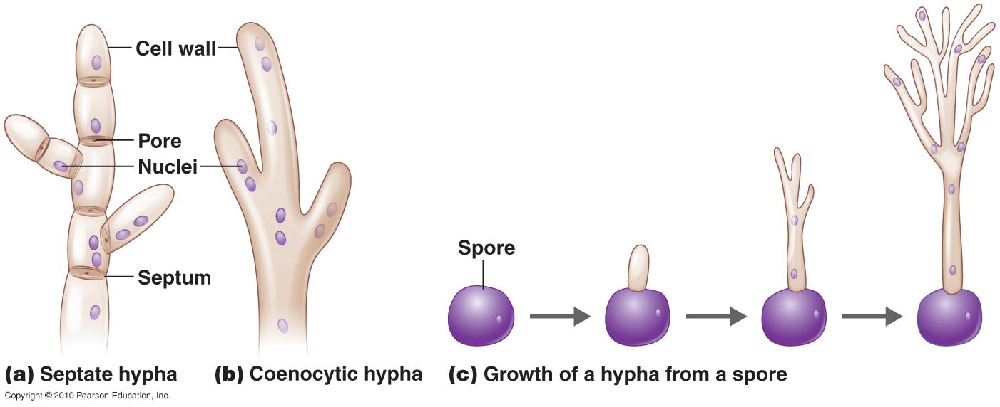 Cell wall
Pore
Nuclei
Septum
Spore
(a) Septate hypha
(b) Coenocytic hypha
(c) Growth of a hypha from a spore
Copyright © 2010 Pearson Education, Inc.